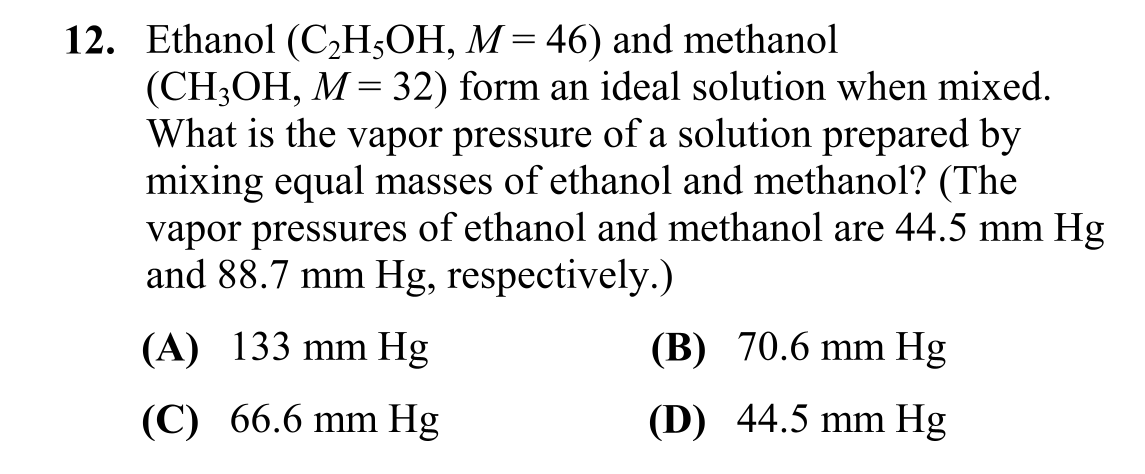 12. Ethanol (C₂H₅OH, M = 46) and methanol
(CH₃OH, M = 32) form an ideal solution when mixed.
What is the vapor pressure of a solution prepared by
mixing equal masses of ethanol and methanol? (The
vapor pressures of ethanol and methanol are 44.5 mm Hg
and 88.7 mm Hg, respectively.)
(A) 133 mm Hg (B) 70.6 mm Hg
(C) 66.6 mm Hg (D) 44.5 mm Hg